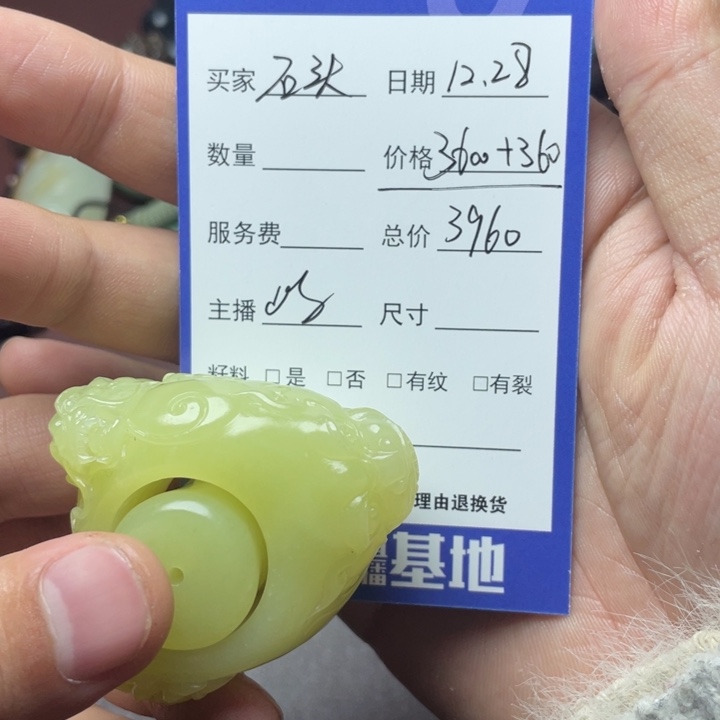 买家 石头 日期 12.28
数量 价格 3600+360
服务费 总价 3960
主播 尺寸
籽料 □是 □否 □有纹 □有裂
理由退换货
播基地